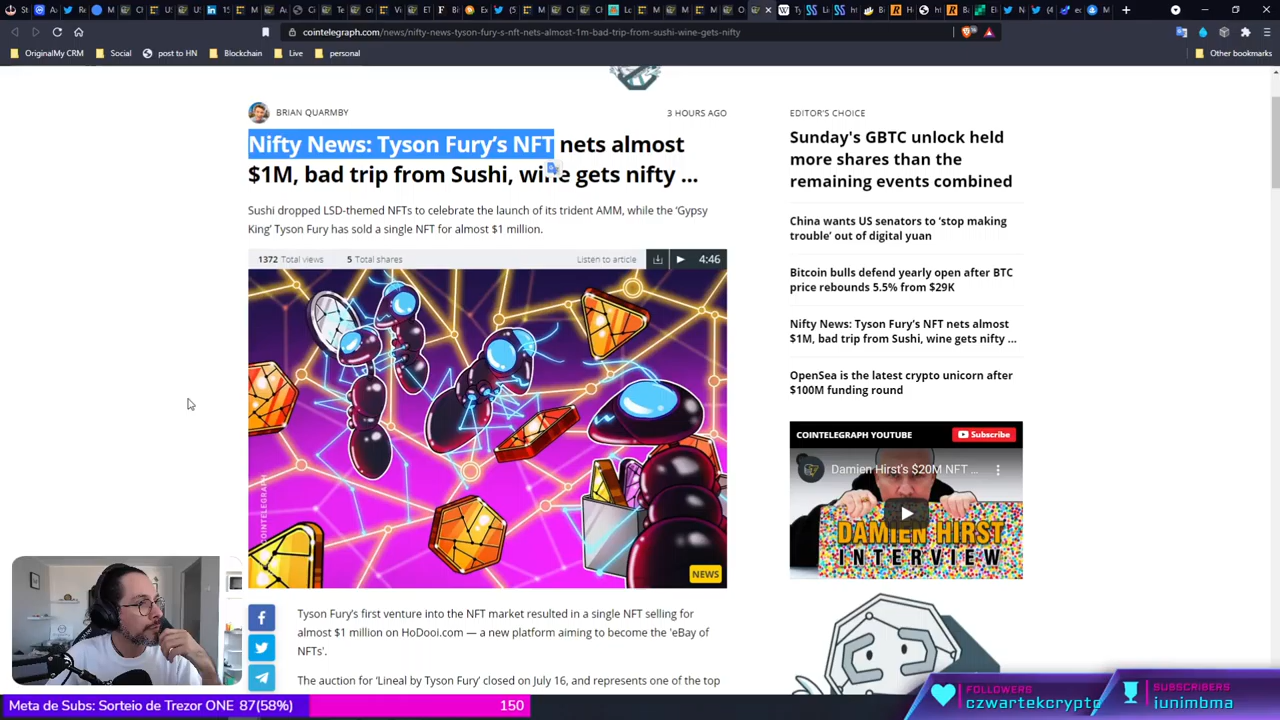 cointelegraph.com/news/nifty-news-tyson-fury-s-nft-nets-almost-1m-bad-trip-from-sushi-wine-gets-nifty
OriginalMy CRM
Social
post to HN
Blockchain
Live
personal
Other bookmarks
BRIAN QUARMBY
3 HOURS AGO
Nifty News: Tyson Fury’s NFT nets almost
$1M, bad trip from Sushi, wine gets nifty ...
Sushi dropped LSD-themed NFTs to celebrate the launch of its trident AMM, while the ‘Gypsy
King’ Tyson Fury has sold a single NFT for almost $1 million.
1372 Total views
5 Total shares
Listen to article
4:46
COINTELEGRAPH
NEWS
Tyson Fury’s first venture into the NFT market resulted in a single NFT selling for
almost $1 million on HoDooi.com — a new platform aiming to become the 'eBay of
NFTs'.
The auction for ‘Lineal by Tyson Fury’ closed on July 16, and represents one of the top
EDITOR'S CHOICE
Sunday's GBTC unlock held
more shares than the
remaining events combined
China wants US senators to ‘stop making
trouble’ out of digital yuan
Bitcoin bulls defend yearly open after BTC
price rebounds 5.5% from $29K
Nifty News: Tyson Fury’s NFT nets almost
$1M, bad trip from Sushi, wine gets nifty ...
OpenSea is the latest crypto unicorn after
$100M funding round
COINTELEGRAPH YOUTUBE
Subscribe
Damien Hirst's $20M NFT ...
DAMIEN HIRST
INTERVIEW
Meta de Subs: Sorteio de Trezor ONE 87(58%)
150
FOLLOWERS
czwartekcrypto
SUBSCRIBERS
iunimbma